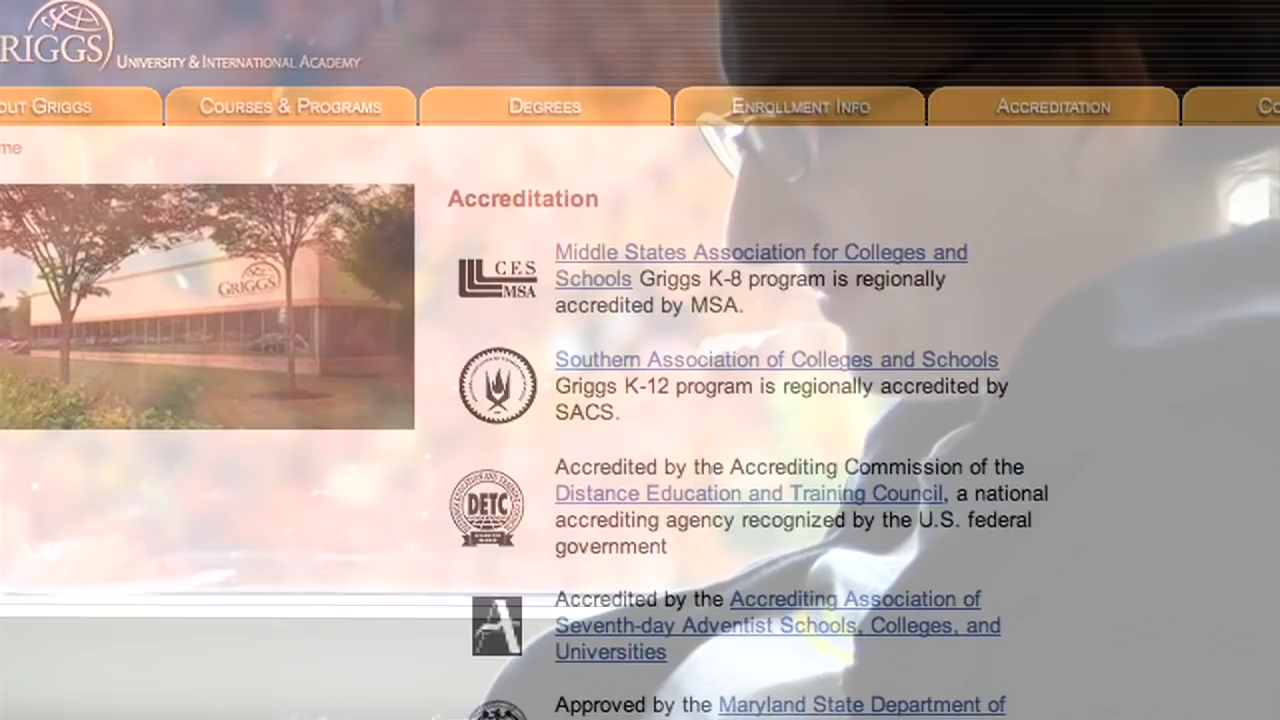 RIGGS UNIVERSITY & INTERNATIONAL ACADEMY
OUT GRIGGS COURSES & PROGRAMS DEGREES ENROLLMENT INFO ACCREDITATION CO
me
GRIGGS
Accreditation
CES
MSA
Middle States Association for Colleges and
Schools Griggs K-8 program is regionally
accredited by MSA.
Southern Association of Colleges and Schools
Griggs K-12 program is regionally accredited by
SACS.
DETC
Accredited by the Accrediting Commission of the
Distance Education and Training Council, a national
accrediting agency recognized by the U.S. federal
government
A
Accredited by the Accrediting Association of
Seventh-day Adventist Schools, Colleges, and
Universities
Approved by the Maryland State Department of